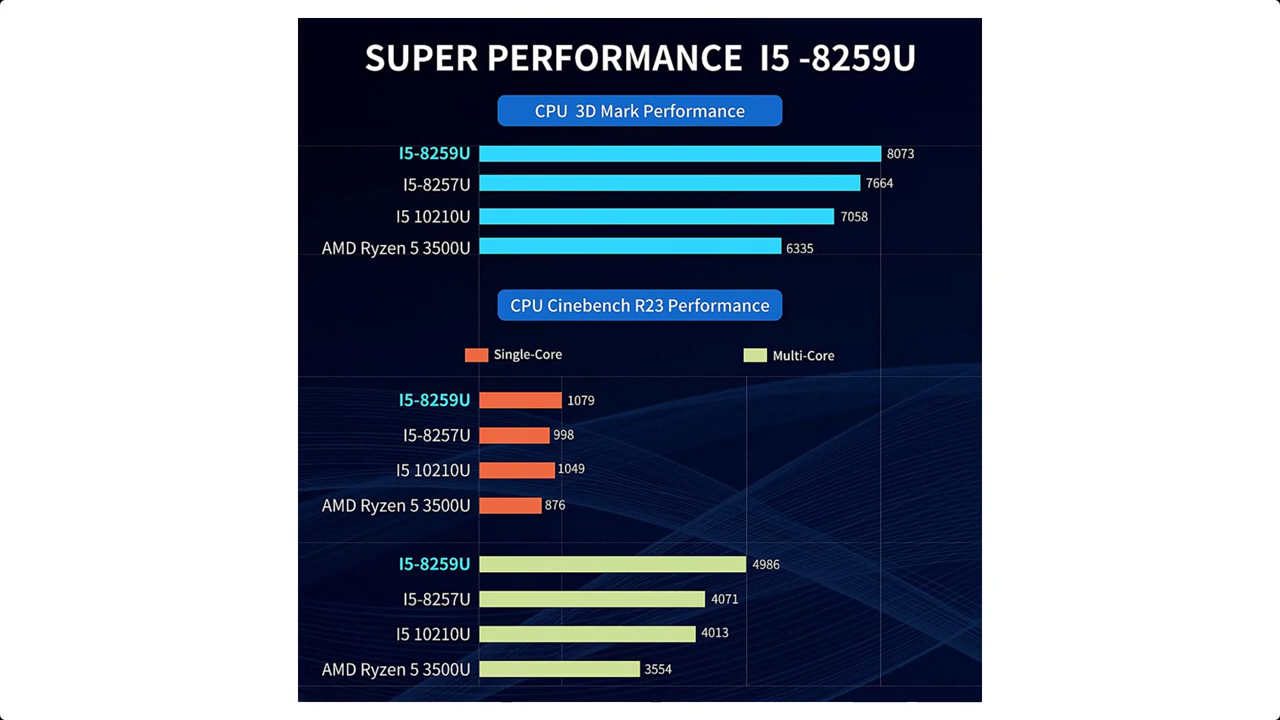 SUPER PERFORMANCE I5 -8259U
CPU 3D Mark Performance
I5-8259U 8073
I5-8257U 7664
I5 10210U 7058
AMD Ryzen 5 3500U 6335
CPU Cinebench R23 Performance
Single-Core Multi-Core
I5-8259U 1079
I5-8257U 998
I5 10210U 1049
AMD Ryzen 5 3500U 876
I5-8259U 4986
I5-8257U 4071
I5 10210U 4013
AMD Ryzen 5 3500U 3554